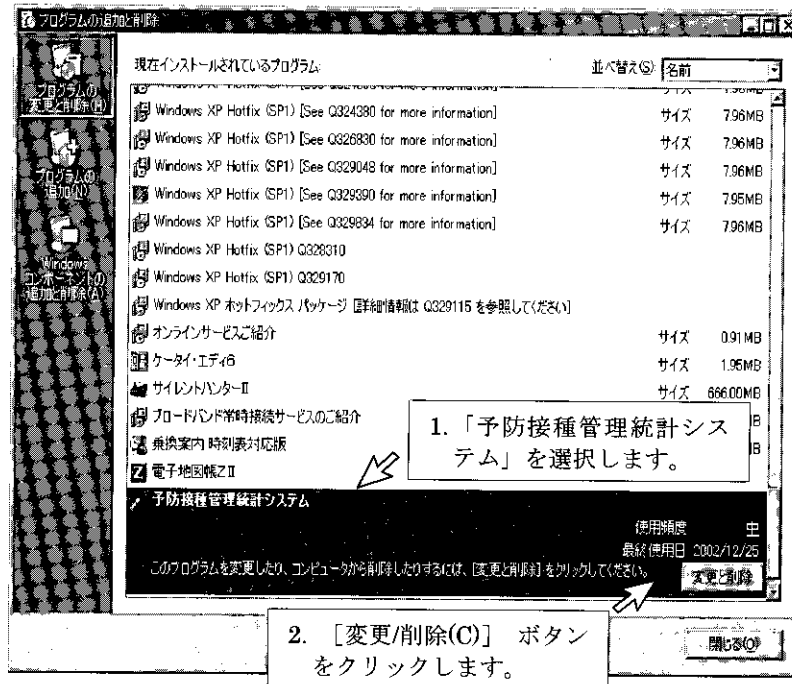 プログラムの追加と削除
プログラムの
変更と削除(H)
プログラムの
追加(N)
Windows
コンポーネントの
追加と削除(A)
現在インストールされているプログラム:
並べ替え(S): 名前
Windows XP Hotfix (SP1) [See Q324380 for more information] サイズ 7.96MB
Windows XP Hotfix (SP1) [See Q326830 for more information] サイズ 7.96MB
Windows XP Hotfix (SP1) [See Q329048 for more information] サイズ 7.96MB
Windows XP Hotfix (SP1) [See Q329390 for more information] サイズ 7.95MB
Windows XP Hotfix (SP1) [See Q329834 for more information] サイズ 7.96MB
Windows XP Hotfix (SP1) Q328310
Windows XP Hotfix (SP1) Q329170
Windows XP ホットフィックス パッケージ [詳細情報は Q329115 を参照してください]
オンラインサービスご紹介 サイズ 0.91MB
ケータイ・エディ6 サイズ 1.95MB
サイレントハンターII サイズ 666.00MB
ブロードバンド常時接続サービスのご紹介
乗換案内 時刻表対応版
電子地図帳Z II
1. 「予防接種管理統計シス
テム」を選択します。
予防接種管理統計システム
使用頻度 中
最終使用日 2002/12/25
このプログラムを変更したり、コンピュータから削除したりするには、[変更と削除] をクリックしてください。
変更と削除
2. ［変更/削除(C)］ ボタン
をクリックします。
閉じる(O)